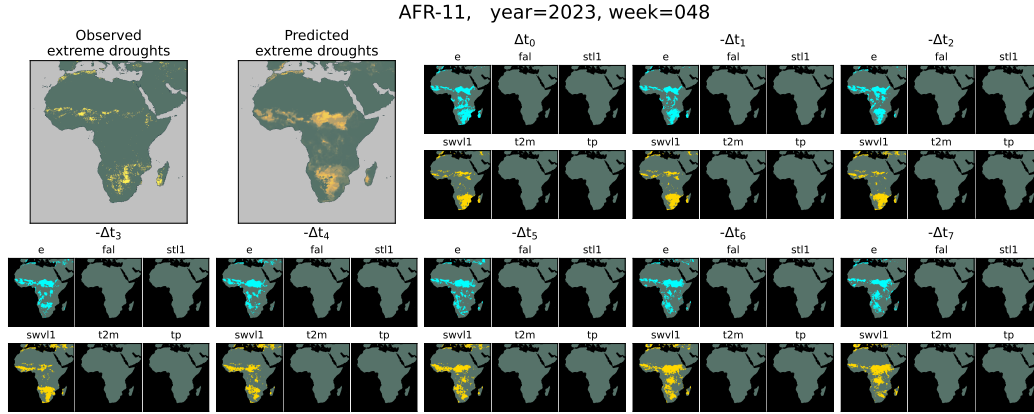 AFR-11, year=2023, week=048
Observed
extreme droughts
Predicted
extreme droughts
Δt0
-Δt1
-Δt2
e fal stl1 e fal stl1 e fal stl1
swvl1 t2m tp swvl1 t2m tp swvl1 t2m tp
-Δt3
-Δt4
-Δt5
-Δt6
-Δt7
e fal stl1 e fal stl1 e fal stl1 e fal stl1 e fal stl1
swvl1 t2m tp swvl1 t2m tp swvl1 t2m tp swvl1 t2m tp swvl1 t2m tp